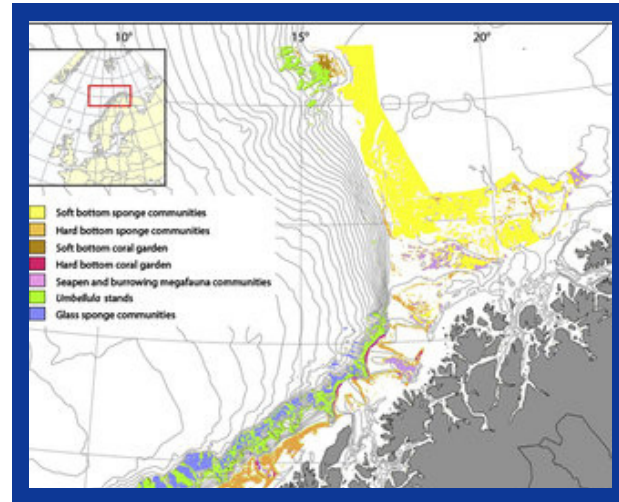 15°
20°
Soft bottom sponge communities
Hard bottom sponge communities
Soft bottom coral garden
Hard bottom coral garden
Seapen and burrowing megafauna communities
Umbellula stands
Glass sponge communities